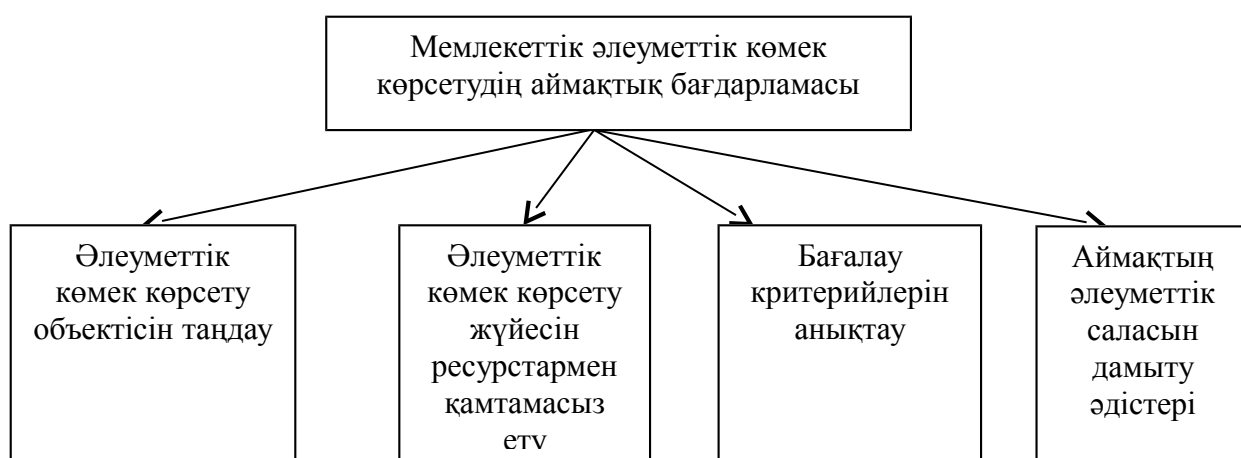 Мемлекеттік әлеуметтік көмек
көрсетудің аймақтық бағдарламасы
Әлеуметтік
көмек көрсету
объектісін таңдау
Әлеуметтік
көмек көрсету
жүйесін
ресурстармен
қамтамасыз
ету
Бағалау
критерийлерін
анықтау
Аймақтың
әлеуметтік
саласын
дамыту
әдістері